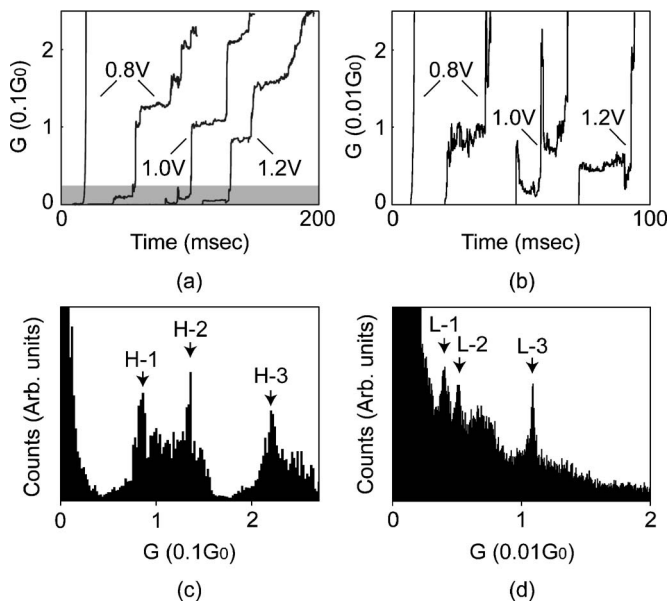 G (0.1G0)
2
1
0
0.8V
1.0V
1.2V
0
200
Time (msec)
(a)
G (0.01G0)
2
1
0
0.8V
1.0V
1.2V
0
100
Time (msec)
(b)
Counts (Arb. units)
H-1
H-2
H-3
0
1
2
G (0.1G0)
(c)
Counts (Arb. units)
L-1
L-2
L-3
0
1
2
G (0.01G0)
(d)